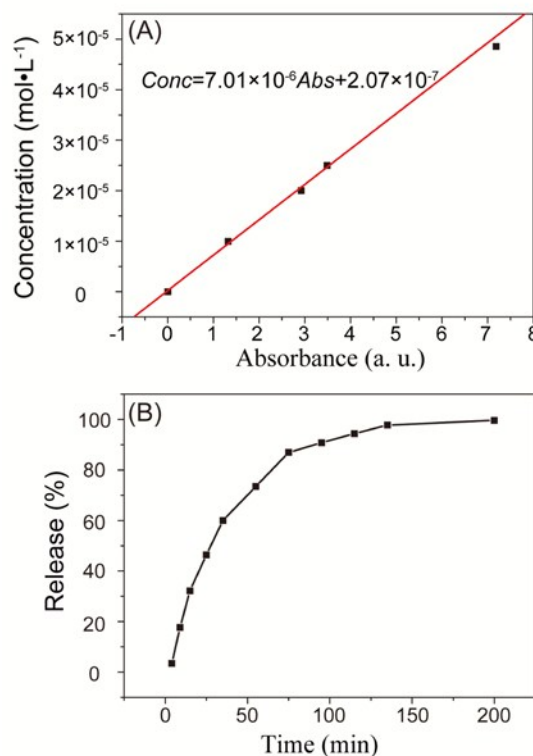 (A)
Conc=7.01×10⁻⁶Abs+2.07×10⁻⁷
Concentration (mol•L⁻¹)
5×10⁻⁵
4×10⁻⁵
3×10⁻⁵
2×10⁻⁵
1×10⁻⁵
0
-1 0 1 2 3 4 5 6 7 8
Absorbance (a. u.)
(B)
Release (%)
100
80
60
40
20
0
0 50 100 150 200
Time (min)